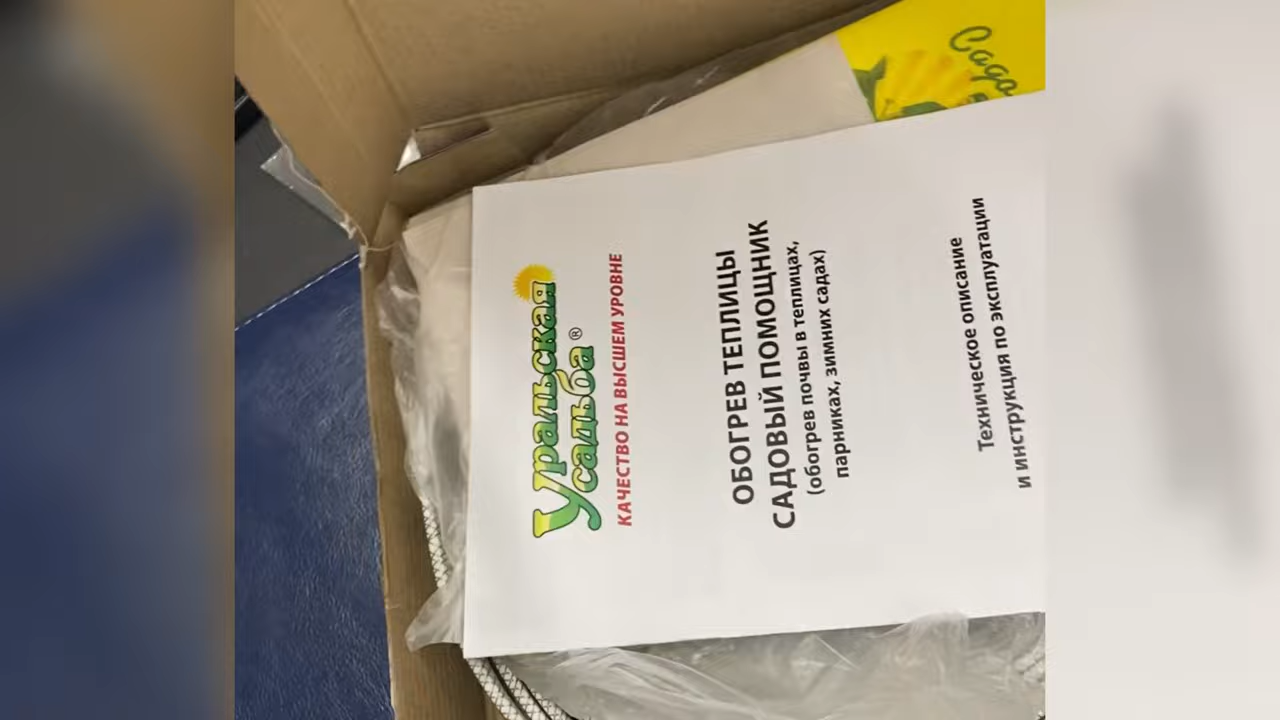 Уральская
усадьба ®
КАЧЕСТВО НА ВЫСШЕМ УРОВНЕ
ОБОГРЕВ ТЕПЛИЦЫ
САДОВЫЙ ПОМОЩНИК
(обогрев почвы в теплицах,
парниках, зимних садах)
Техническое описание
и инструкция по эксплуатации